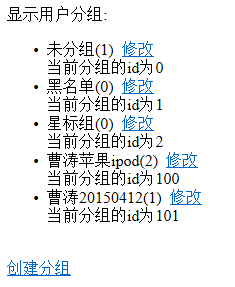 显示用户分组:
未分组(1) 修改
当前分组的id为0
黑名单(0) 修改
当前分组的id为1
星标组(0) 修改
当前分组的id为2
曹涛苹果ipod(2) 修改
当前分组的id为100
曹涛20150412(1) 修改
当前分组的id为101
创建分组